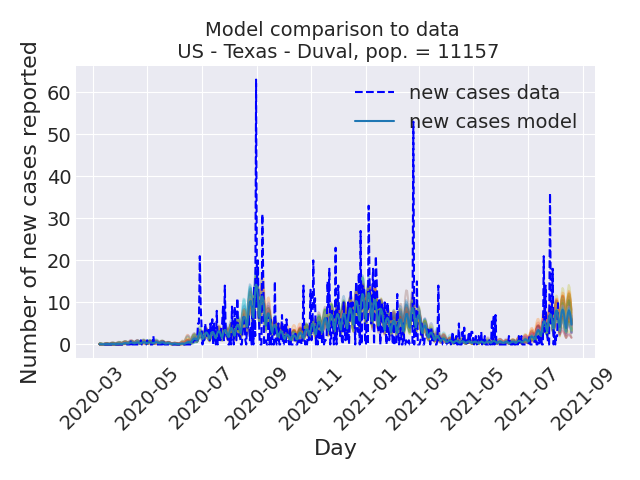 Model comparison to data
US - Texas - Duval, pop. = 11157
Number of new cases reported
60
50
40
30
20
10
0
new cases data
new cases model
2020-03
2020-05
2020-07
2020-09
2020-11
2021-01
2021-03
2021-05
2021-07
2021-09
Day